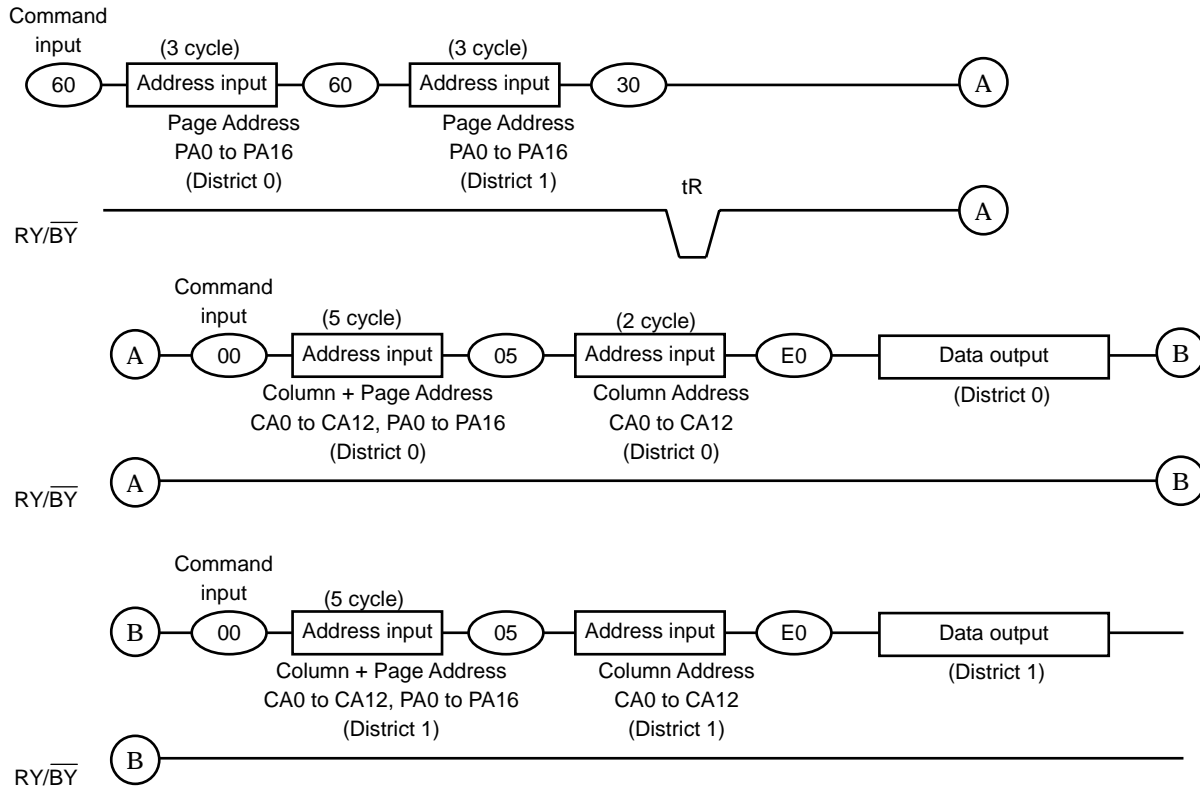 Command
input
(3 cycle)
(3 cycle)
60
Address input
60
Address input
30
A
Page Address
PA0 to PA16
(District 0)
Page Address
PA0 to PA16
(District 1)
tR
RY/BY
A
Command
input
(5 cycle)
(2 cycle)
A
00
Address input
05
Address input
E0
Data output
B
Column + Page Address
CA0 to CA12, PA0 to PA16
(District 0)
Column Address
CA0 to CA12
(District 0)
(District 0)
RY/BY
A
B
Command
input
(5 cycle)
B
00
Address input
05
Address input
E0
Data output
Column + Page Address
CA0 to CA12, PA0 to PA16
(District 1)
Column Address
CA0 to CA12
(District 1)
(District 1)
RY/BY
B